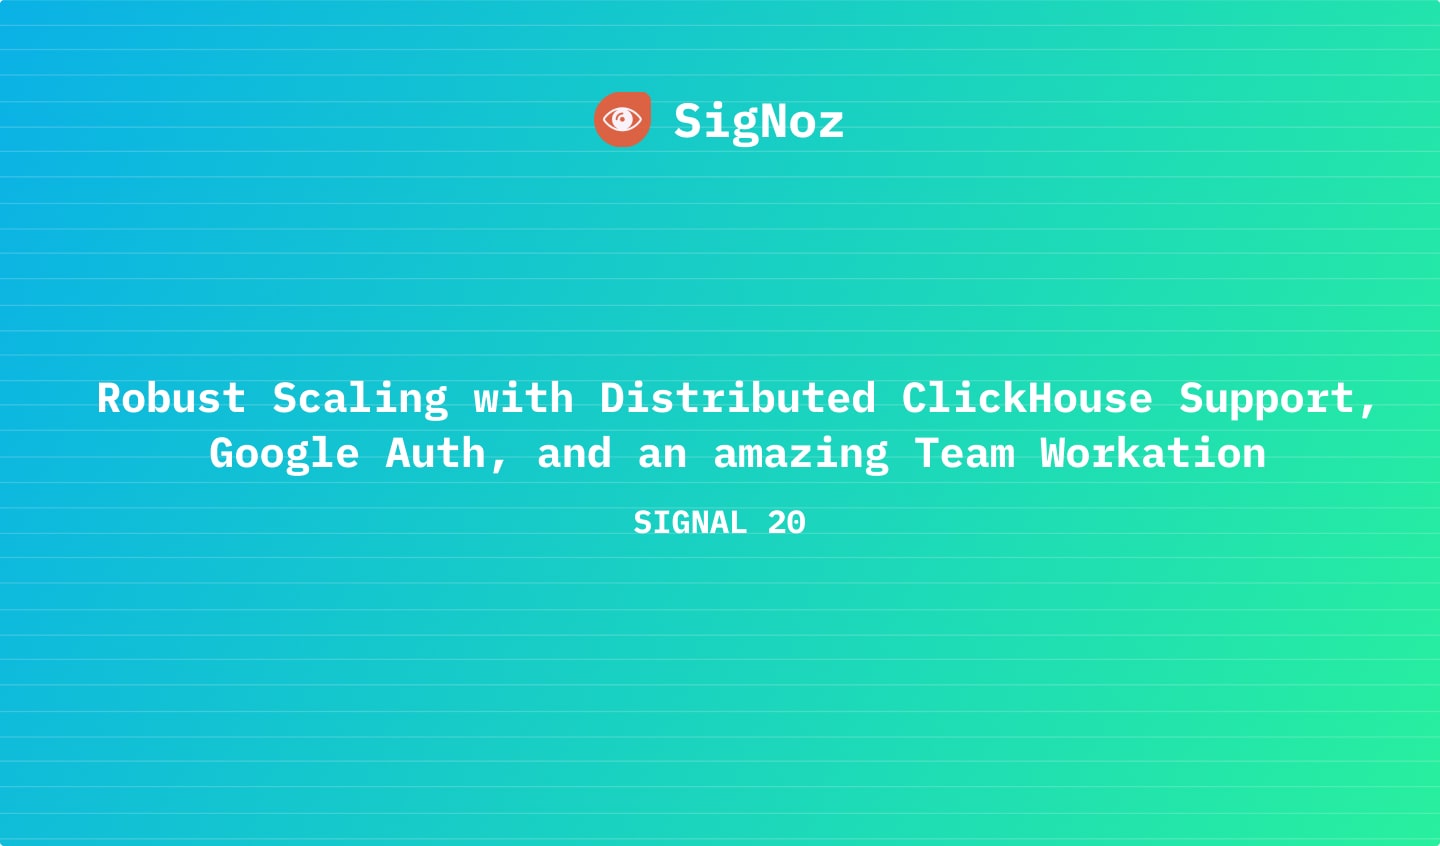 SigNoz
Robust Scaling with Distributed ClickHouse Support,
Google Auth, and an amazing Team Workation
SIGNAL 20